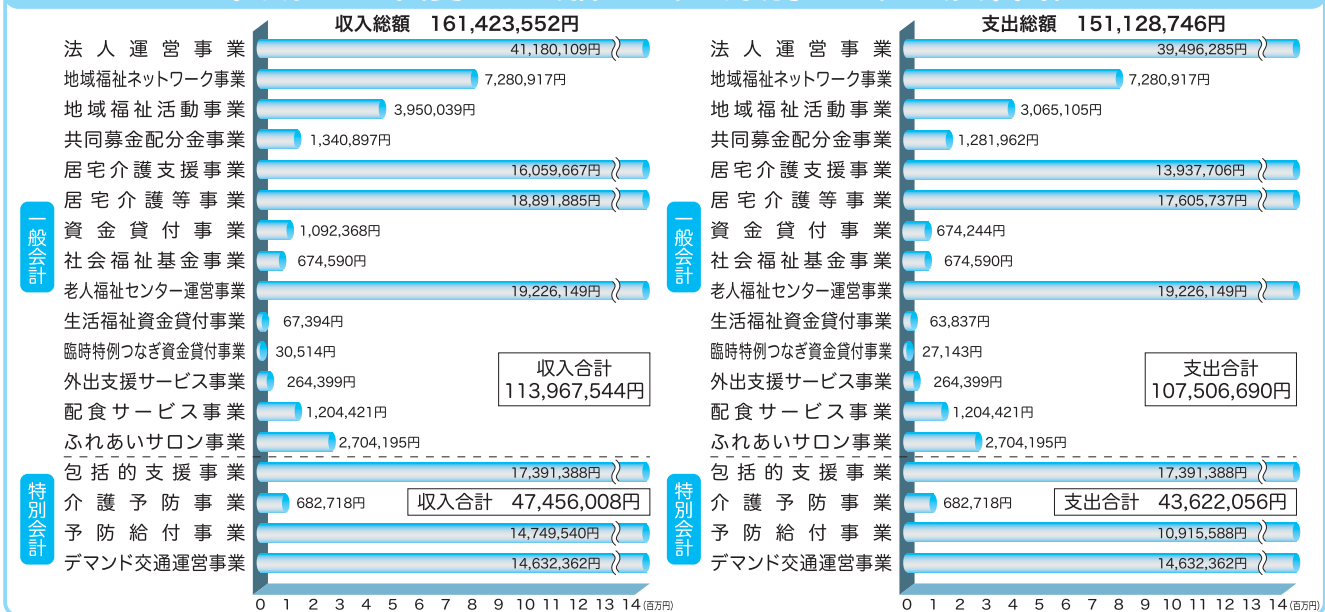 収入総額 161,423,552円
一般会計
法人運営事業 41,180,109円
地域福祉ネットワーク事業 7,280,917円
地域福祉活動事業 3,950,039円
共同募金配分金事業 1,340,897円
居宅介護支援事業 16,059,667円
居宅介護等事業 18,891,885円
資金貸付事業 1,092,368円
社会福祉基金事業 674,590円
老人福祉センター運営事業 19,226,149円
生活福祉資金貸付事業 67,394円
臨時特例つなぎ資金貸付事業 30,514円
外出支援サービス事業 264,399円
配食サービス事業 1,204,421円
ふれあいサロン事業 2,704,195円
収入合計
113,967,544円
特別会計
包括的支援事業 17,391,388円
介護予防事業 682,718円
収入合計 47,456,008円
予防給付事業 14,749,540円
デマンド交通運営事業 14,632,362円
0 1 2 3 4 5 6 7 8 9 10 11 12 13 14 (百万円)
支出総額 151,128,746円
一般会計
法人運営事業 39,496,285円
地域福祉ネットワーク事業 7,280,917円
地域福祉活動事業 3,065,105円
共同募金配分金事業 1,281,962円
居宅介護支援事業 13,937,706円
居宅介護等事業 17,605,737円
資金貸付事業 674,244円
社会福祉基金事業 674,590円
老人福祉センター運営事業 19,226,149円
生活福祉資金貸付事業 63,837円
臨時特例つなぎ資金貸付事業 27,143円
外出支援サービス事業 264,399円
配食サービス事業 1,204,421円
ふれあいサロン事業 2,704,195円
支出合計
107,506,690円
特別会計
包括的支援事業 17,391,388円
介護予防事業 682,718円
支出合計 43,622,056円
予防給付事業 10,915,588円
デマンド交通運営事業 14,632,362円
0 1 2 3 4 5 6 7 8 9 10 11 12 13 14 (百万円)